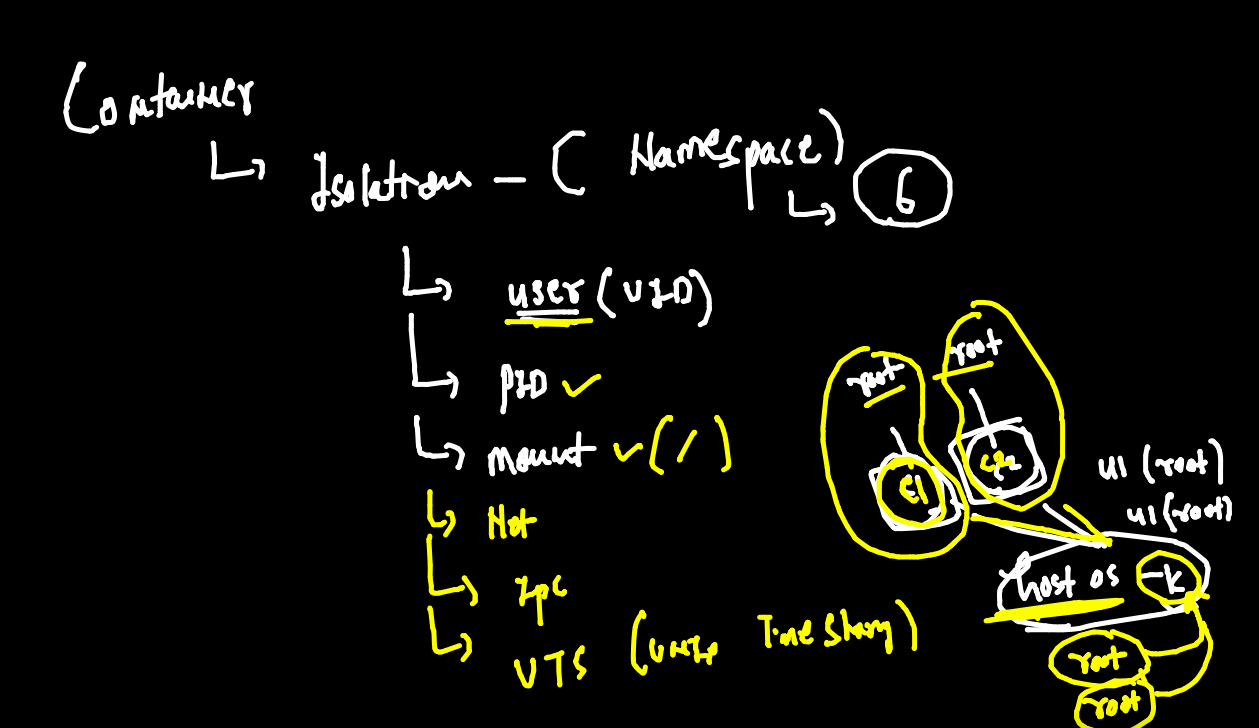 Container
Isolation - ( Namespace)
6
user (UID)
PID ✓
root
root
mount ✓ ( / )
C1
C2
u1 (root)
u1 (root)
Net
host os - k
Ipc
UTS (Unix Time Sharing)
root
root